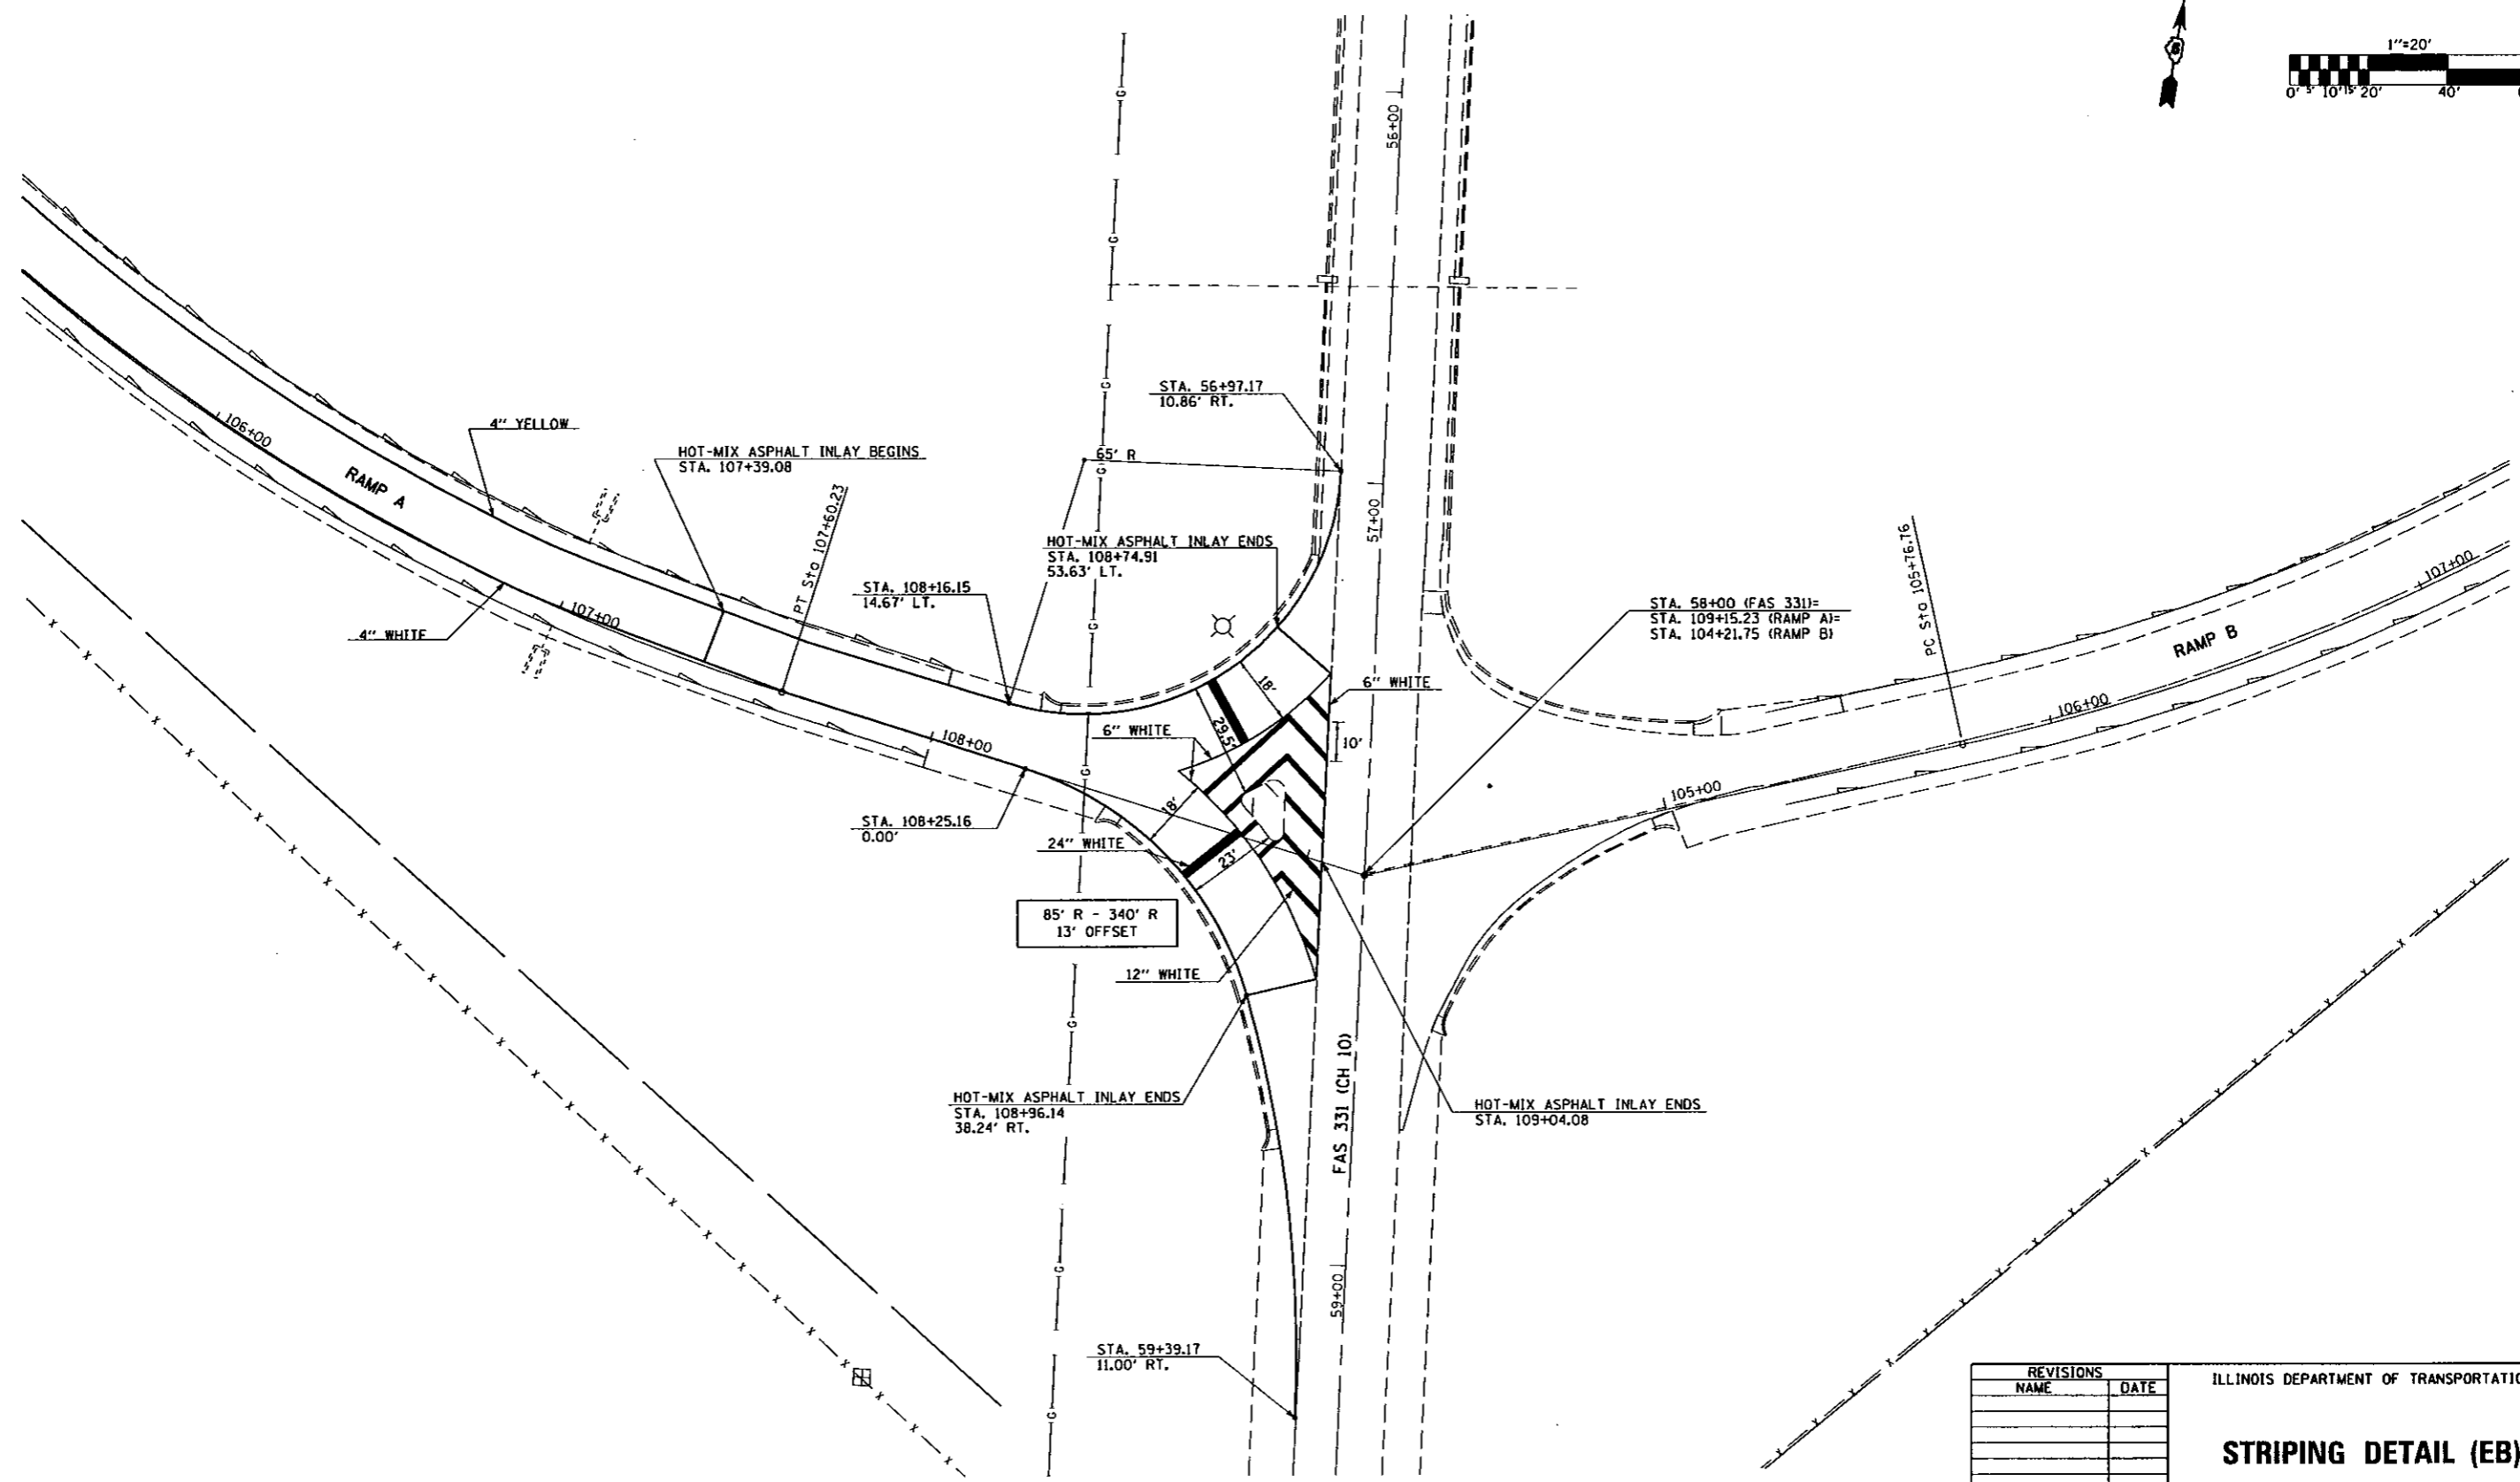 1"=20'
0' 5' 10' 15' 20' 40'
56+00
STA. 56+97.17
10.86' RT.
106+00
4" YELLOW
RAMP A
HOT-MIX ASPHALT INLAY BEGINS
STA. 107+39.08
65' R
PT Sta 107+60.23
57+00
HOT-MIX ASPHALT INLAY ENDS
STA. 108+74.91
53.63' LT.
STA. 108+16.15
14.67' LT.
4" WHITE
107+00
STA. 58+00 (FAS 331)=
STA. 109+15.23 (RAMP A)=
STA. 104+21.75 (RAMP B)
PC Sta 105+76.76
107+00
RAMP B
106+00
105+00
18'
6" WHITE
29.5'
6" WHITE
10'
108+00
18'
STA. 108+25.16
0.00'
24" WHITE
23'
85' R - 340' R
13' OFFSET
12" WHITE
HOT-MIX ASPHALT INLAY ENDS
STA. 108+96.14
38.24' RT.
FAS 331 (CH 10)
HOT-MIX ASPHALT INLAY ENDS
STA. 109+04.08
59+00
STA. 59+39.17
11.00' RT.
G G G G G G G G G G
X X X X X X X X X X
REVISIONS
NAME DATE
ILLINOIS DEPARTMENT OF TRANSPORTATIO
STRIPING DETAIL (EB)